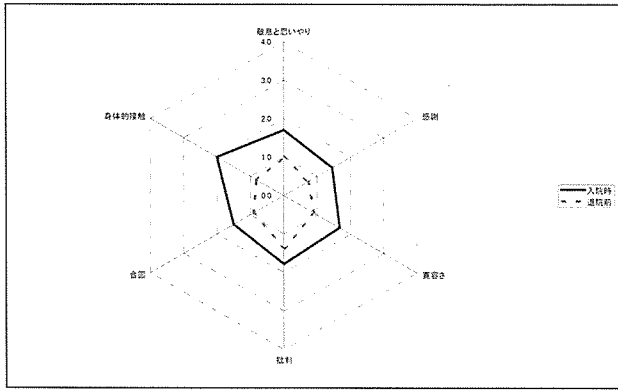 敬意と思いやり
4.0
3.0
2.0
1.0
0.0
感謝
寛容さ
批判
合図
身体的接触
入院時
退院前